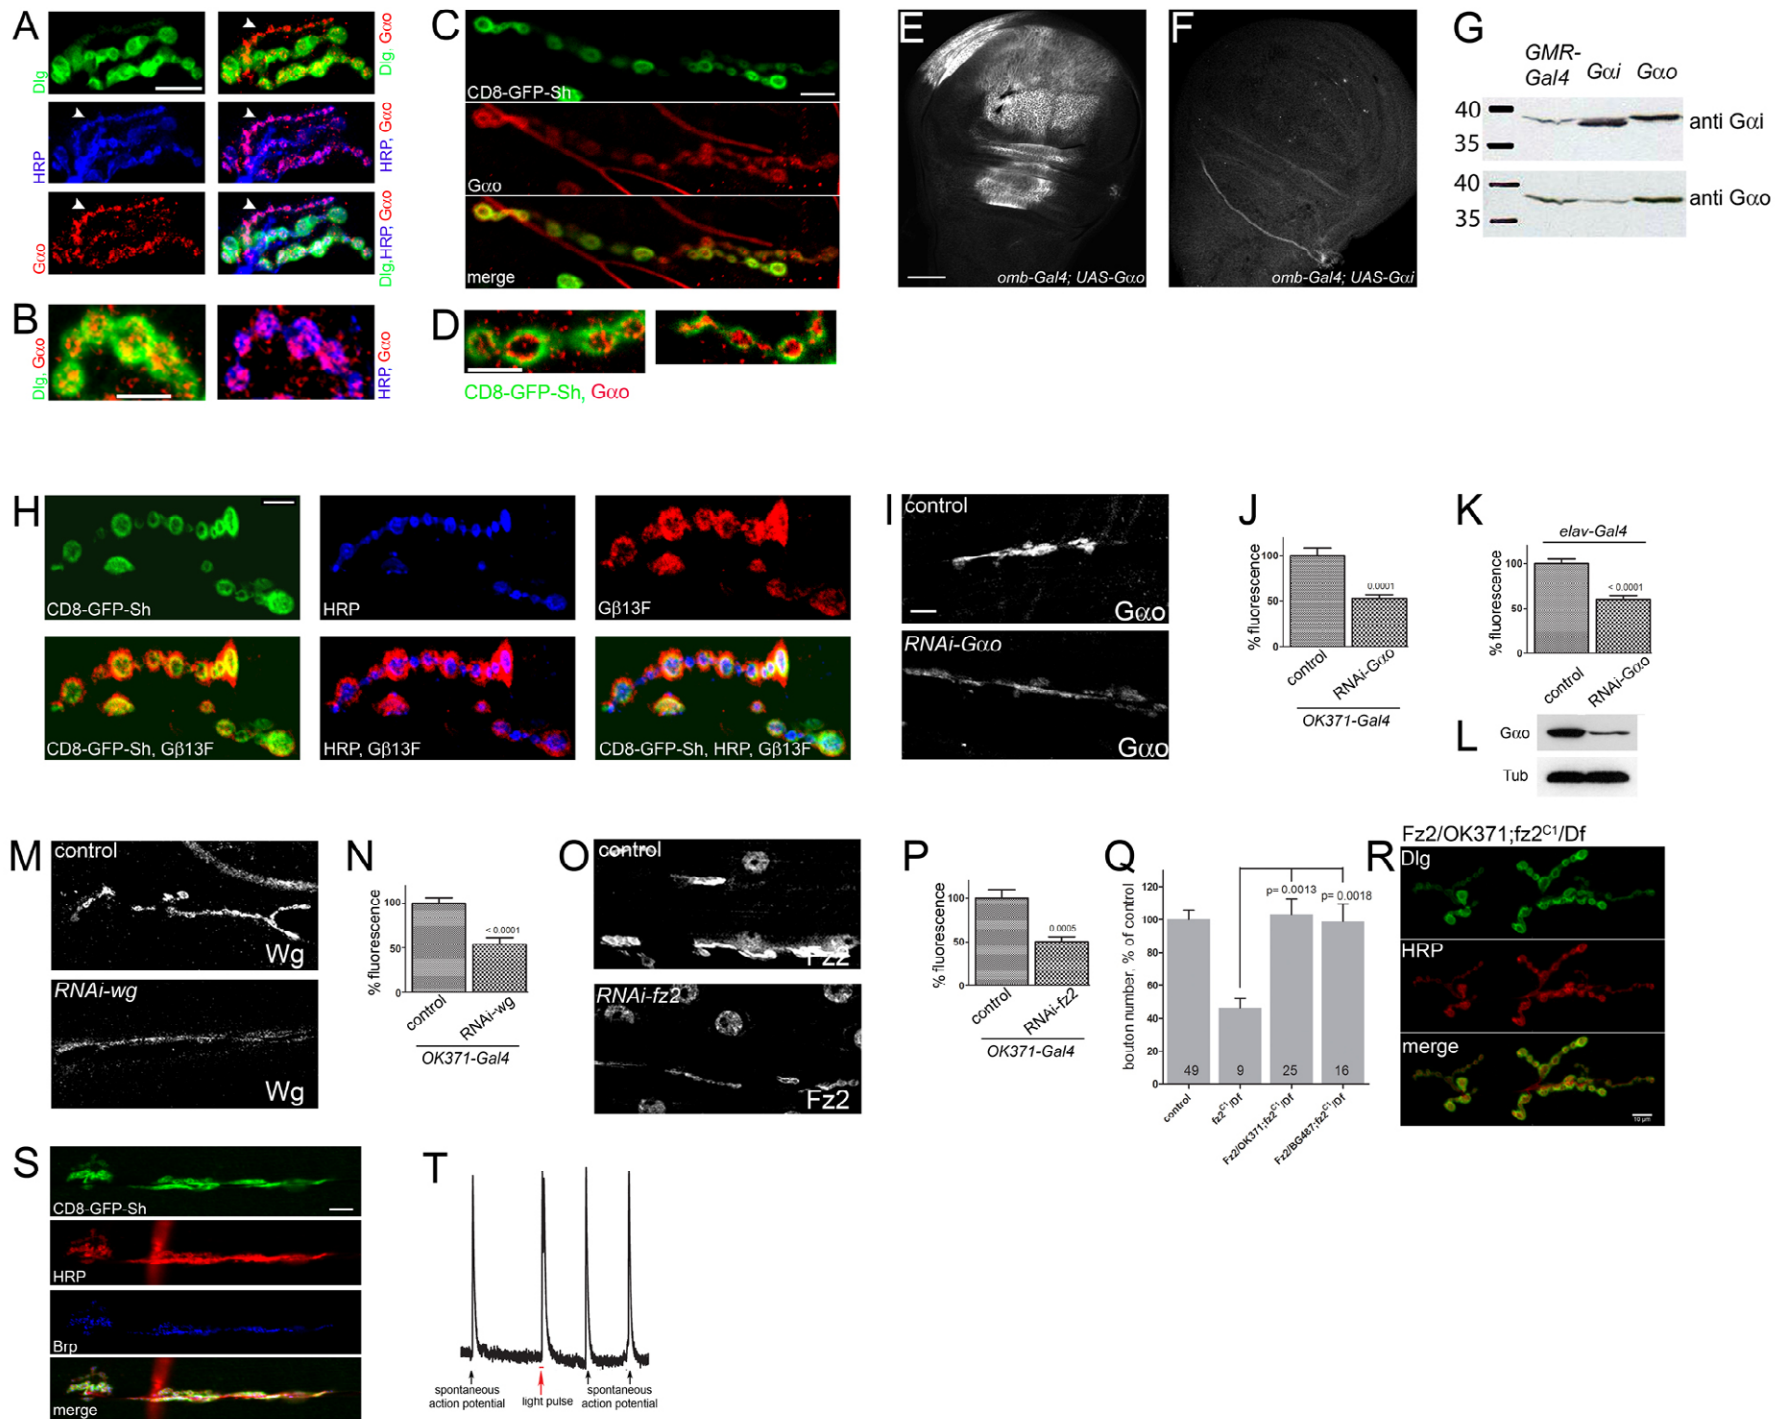 A
Dlg
Dlg, Gαo
HRP
HRP, Gαo
Gαo
Dlg,HRP, Gαo
B
Dlg, Gαo
HRP, Gαo
C
CD8-GFP-Sh
Gαo
merge
D
CD8-GFP-Sh, Gαo
E
omb-Gal4; UAS-Gαo
F
omb-Gal4; UAS-Gαi
G
GMR-
Gal4
Gαi
Gαo
40
35
anti Gαi
40
35
anti Gαo
H
CD8-GFP-Sh
HRP
Gβ13F
CD8-GFP-Sh, Gβ13F
HRP, Gβ13F
CD8-GFP-Sh, HRP, Gβ13F
I
control
Gαo
RNAi-Gαo
Gαo
J
% fluorescence
100
50
0
0.0001
control
RNAi-Gαo
OK371-Gal4
K
elav-Gal4
% fluorescence
100
50
0
< 0.0001
control
RNAi-Gαo
L
Gαo
Tub
M
control
Wg
RNAi-wg
Wg
N
% fluorescence
100
50
0
< 0.0001
control
RNAi-wg
OK371-Gal4
O
control
Fz2
RNAi-fz2
Fz2
P
% fluorescence
100
50
0
0.0005
control
RNAi-fz2
OK371-Gal4
Q
bouton number, % of control
120
100
80
60
40
20
0
p= 0.0013
p= 0.0018
49
9
25
16
control
fz2C1/Df
Fz2/OK371;fz2C1/Df
Fz2/BG487;fz2C1/Df
R
Fz2/OK371;fz2C1/Df
Dlg
HRP
merge
10 μm
S
CD8-GFP-Sh
HRP
Brp
merge
T
spontaneous
action potential
light pulse
spontaneous
action potential